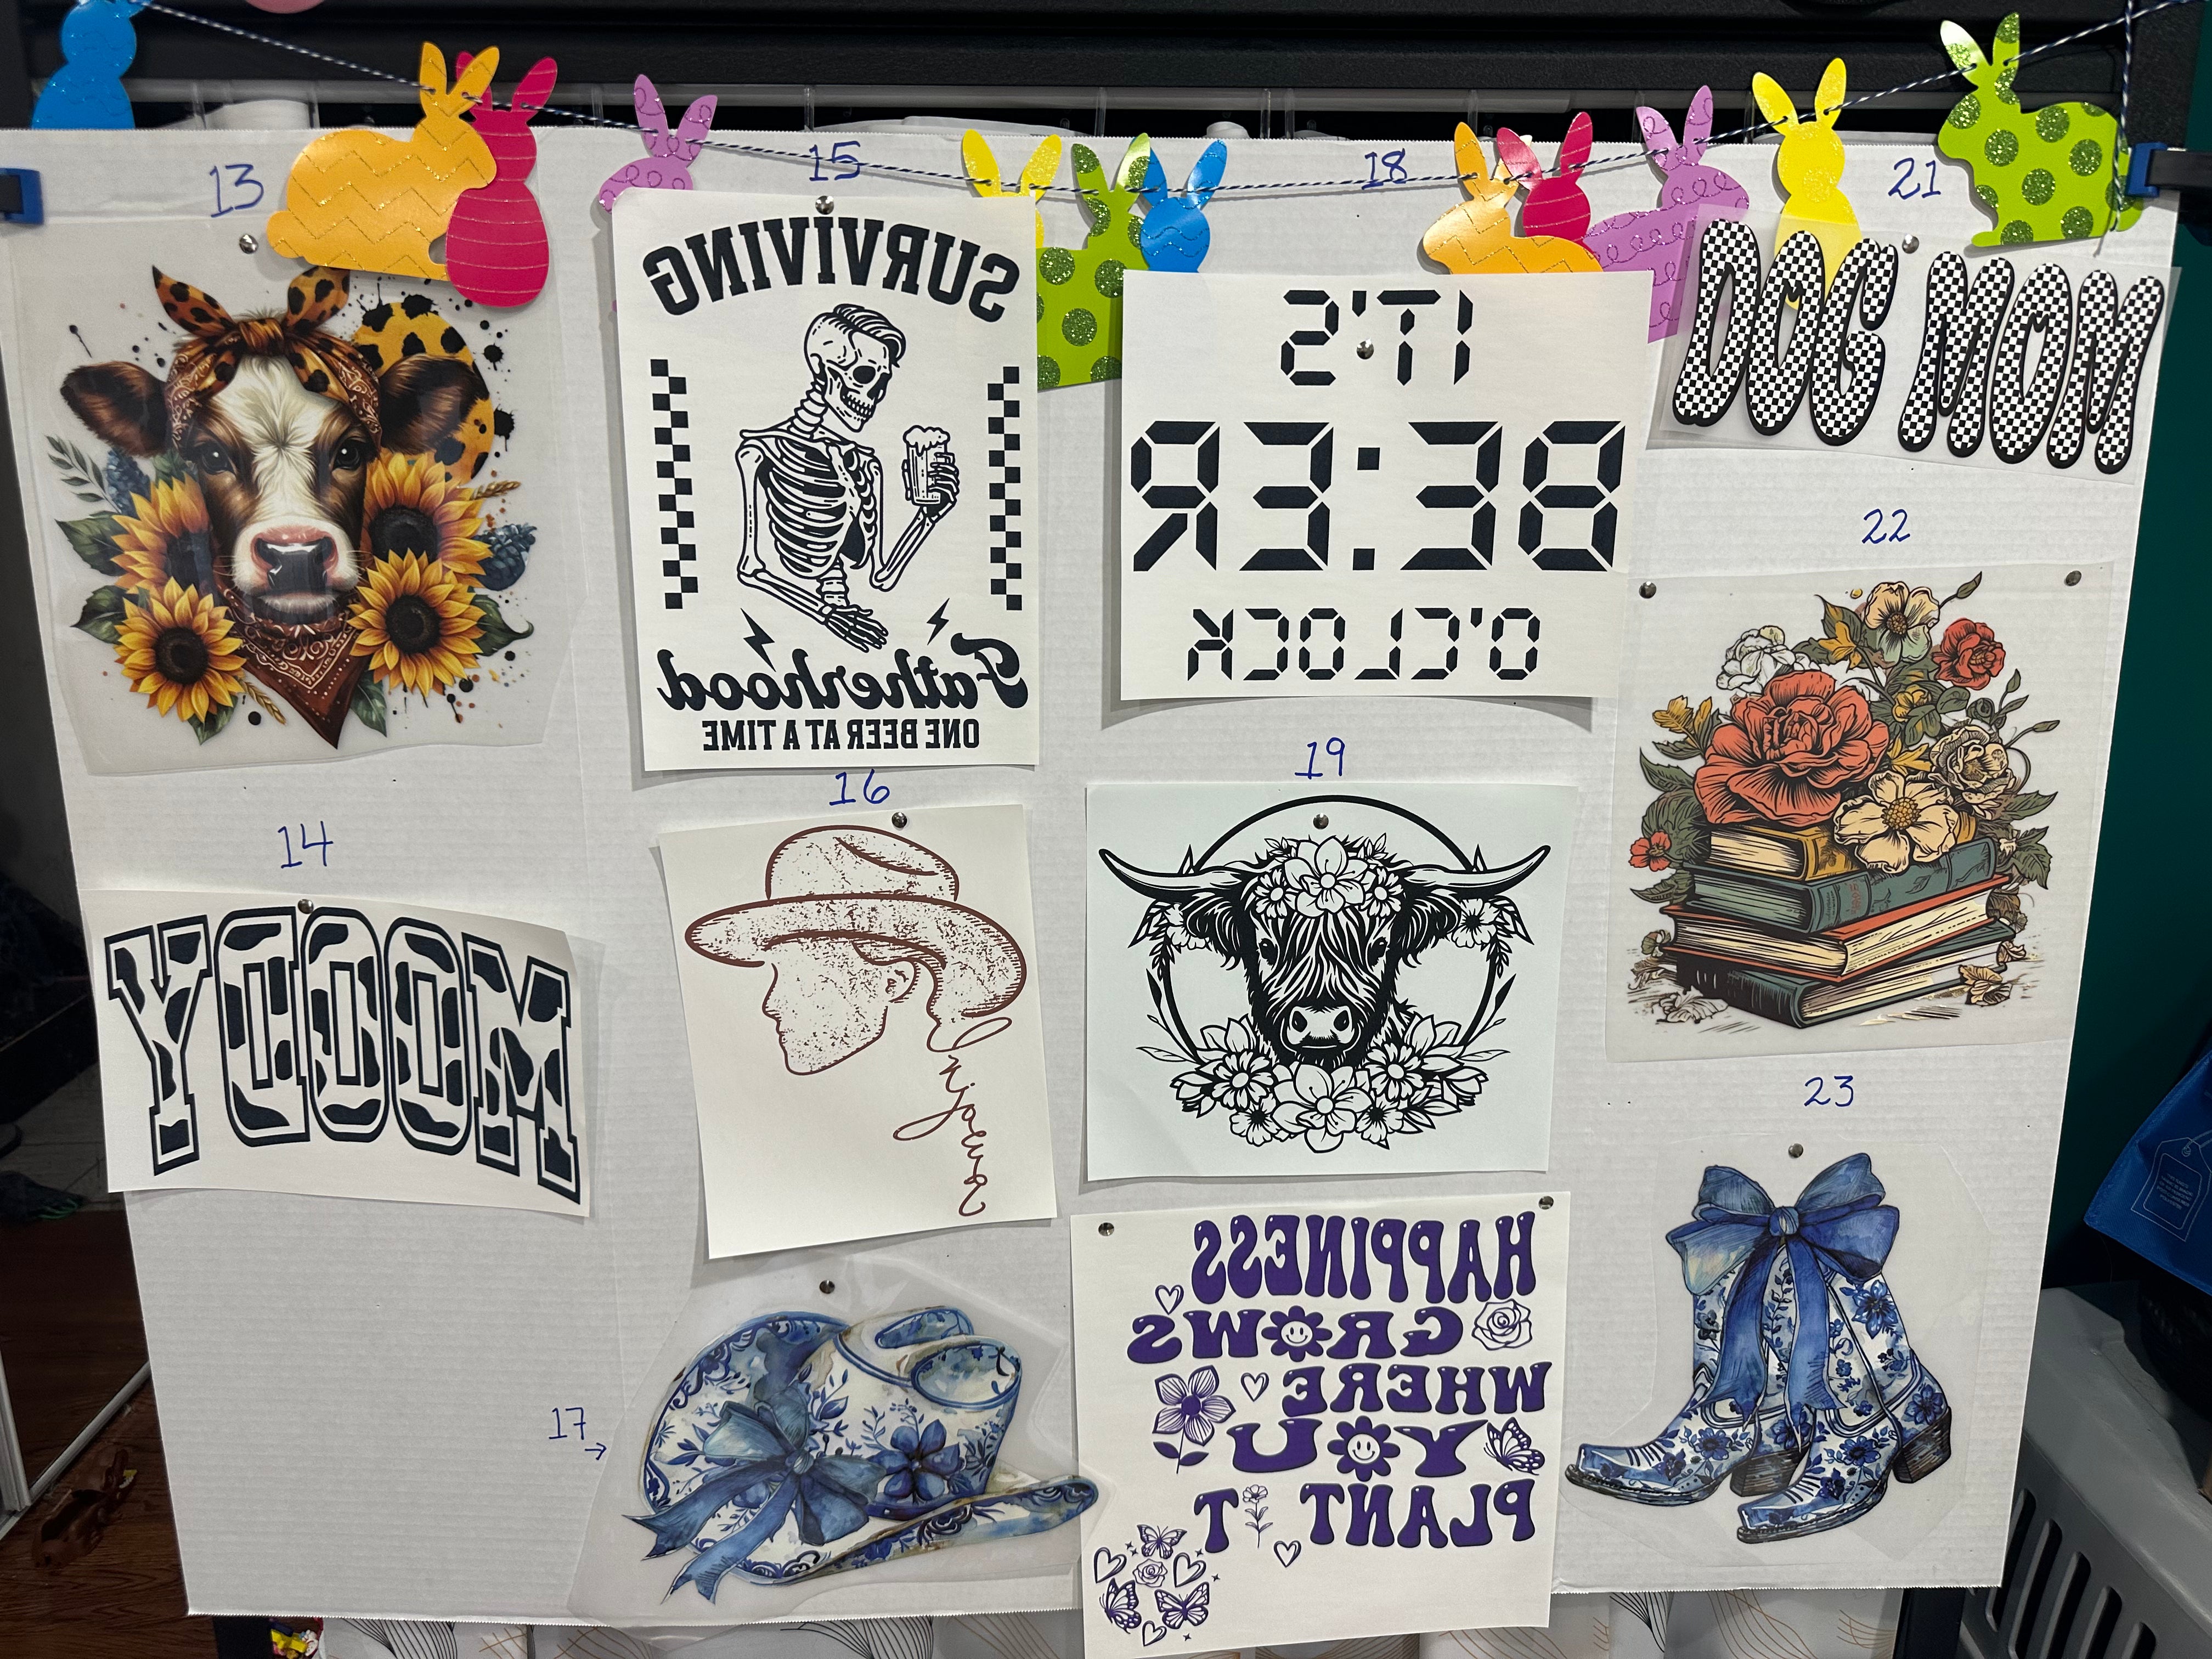 13
15
SURVIVING
Fatherhood
ONE BEER AT A TIME
18
IT'S
BE:ER
O'CLOCK
21
DOG MOM
22
14
MOODY
16
Unjoewa
19
23
17 →
HAPPINESS
GROWS
WHERE
YOU
PLANT IT